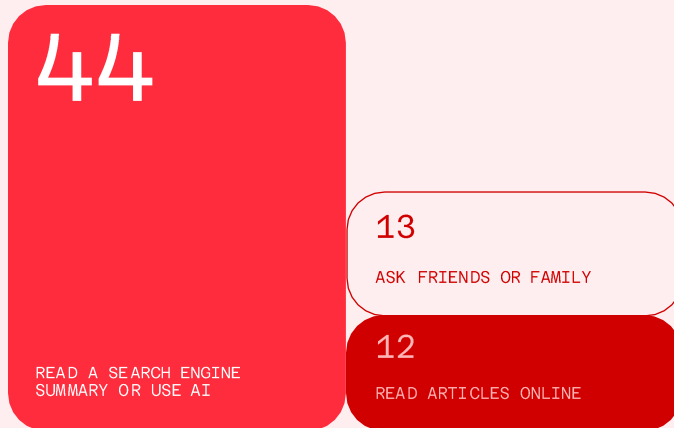 44
READ A SEARCH ENGINE
SUMMARY OR USE AI
13
ASK FRIENDS OR FAMILY
12
READ ARTICLES ONLINE